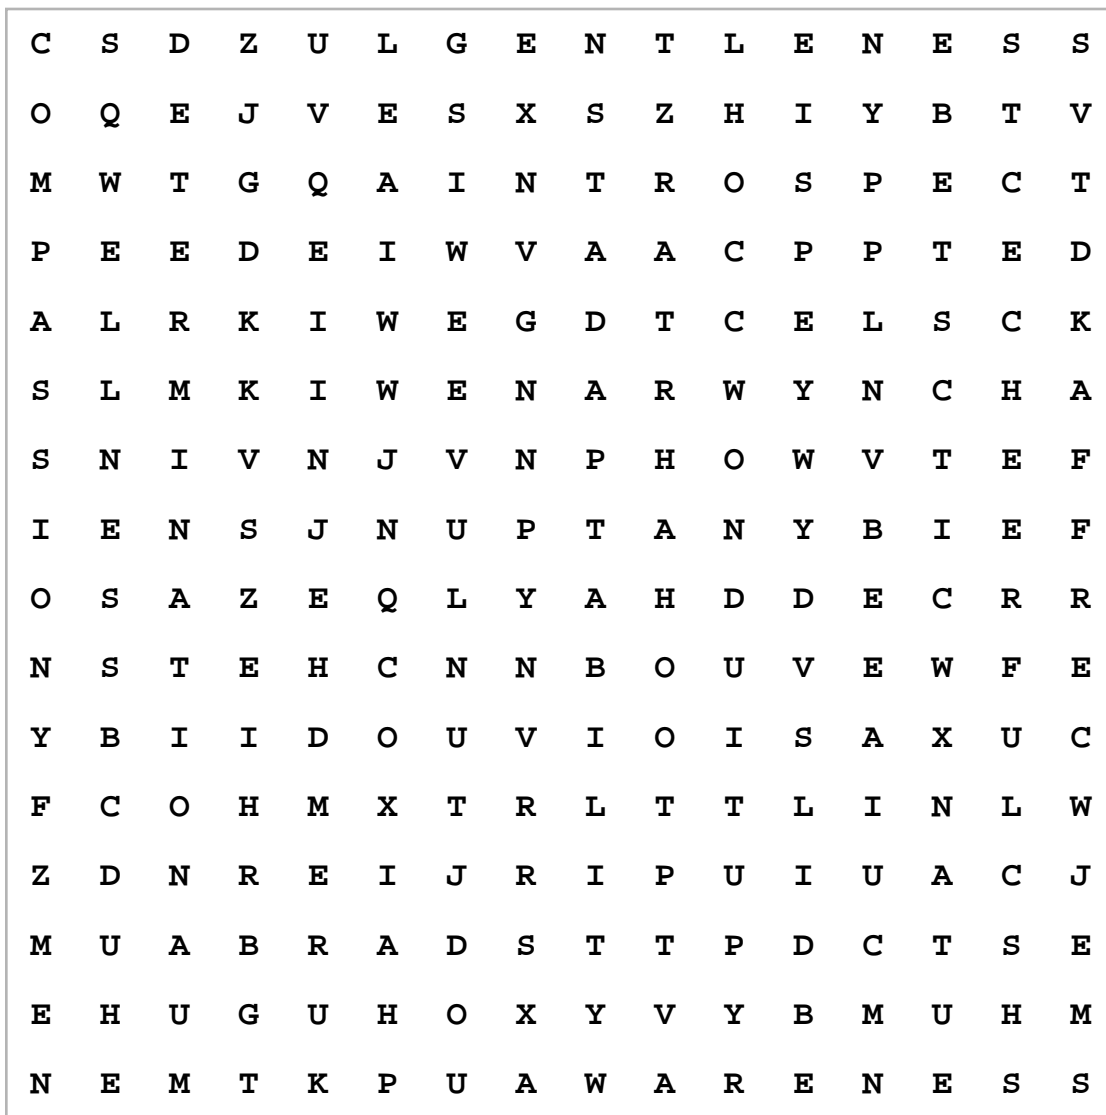 C S D Z U L G E N T L E N E S S
O Q E J V E S X S Z H I Y B T V
M W T G Q A I N T R O S P E C T
P E E D E I W V A A C P P T E D
A L R K I W E G D T C E L S C K
S L M K I W E N A R W Y N C H A
S N I V N J V N P H O W V T E F
I E N S J N U P T A N Y B I E F
O S A Z E Q L Y A H D D E C R R
N S T E H C N N B O U V E W F E
Y B I I D O U V I O I S A X U C
F C O H M X T R L T T L I N L W
Z D N R E I J R I P U I U A C J
M U A B R A D S T T P D C T S E
E H U G U H O X Y V Y B M U H M
N E M T K P U A W A R E N E S S